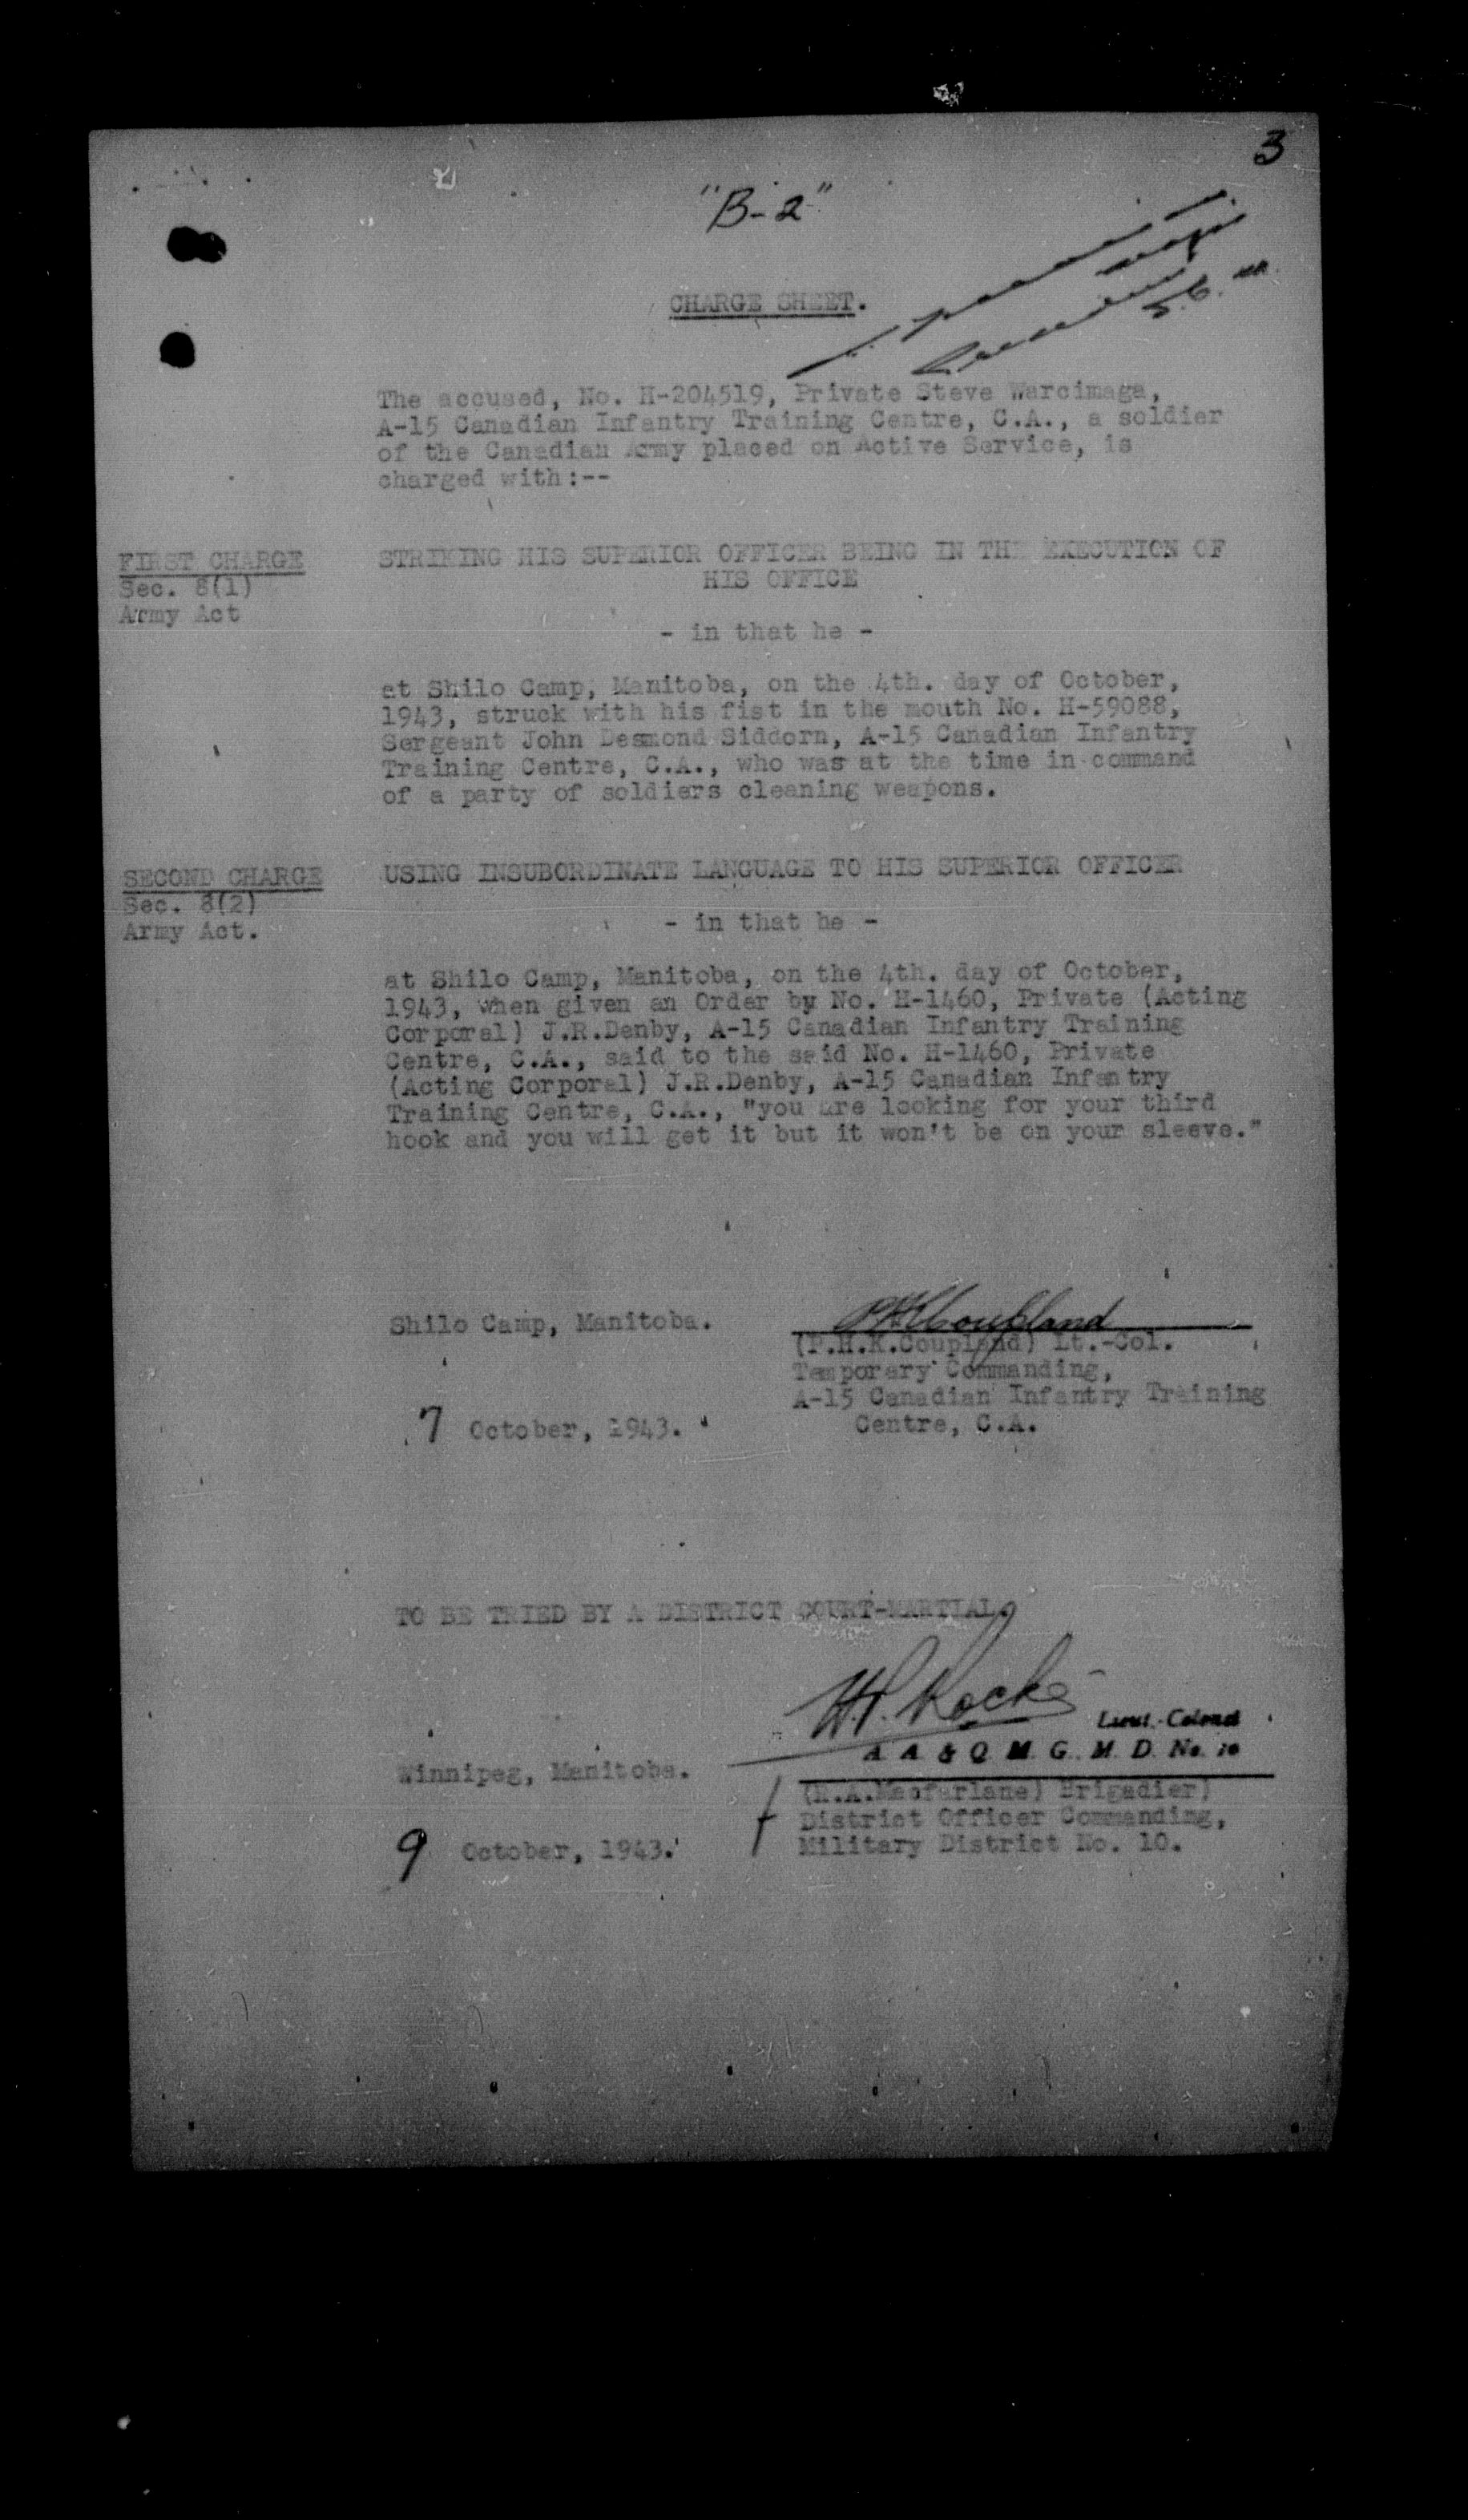 3
"B-2"
CHARGE SHEET.
The accused, No. H-204519, Private Steve Warcimaga,
A-15 Canadian Infantry Training Centre, C.A., a soldier
of the Canadian Army placed on Active Service, is
charged with:--
FIRST CHARGE
Sec. 8(1)
Army Act
STRIKING HIS SUPERIOR OFFICER BEING IN THE EXECUTION OF
HIS OFFICE
- in that he -
at Shilo Camp, Manitoba, on the 4th. day of October,
1943, struck with his fist in the mouth No. H-59088,
Sergeant John Desmond Siddorn, A-15 Canadian Infantry
Training Centre, C.A., who was at the time in command
of a party of soldiers cleaning weapons.
SECOND CHARGE
Sec. 8(2)
Army Act.
USING INSUBORDINATE LANGUAGE TO HIS SUPERIOR OFFICER
- in that he -
at Shilo Camp, Manitoba, on the 4th. day of October,
1943, when given an Order by No. H-1460, Private (Acting
Corporal) J.R.Denby, A-15 Canadian Infantry Training
Centre, C.A., said to the said No. H-1460, Private
(Acting Corporal) J.R.Denby, A-15 Canadian Infantry
Training Centre, C.A., "you are looking for your third
hook and you will get it but it won't be on your sleeve."
Shilo Camp, Manitoba.
PHKCoupland
(P.H.K.Coupland) Lt.-Col.
Temporary Commanding,
A-15 Canadian Infantry Training
Centre, C.A.
7 October, 1943.
TO BE TRIED BY A DISTRICT COURT-MARTIAL.
Lieut.-Colonel
A. A. & Q. M. G. M. D. No. 10
Winnipeg, Manitoba.
(R.A.Macfarlane) Brigadier)
District Officer Commanding,
Military District No. 10.
9 October, 1943.